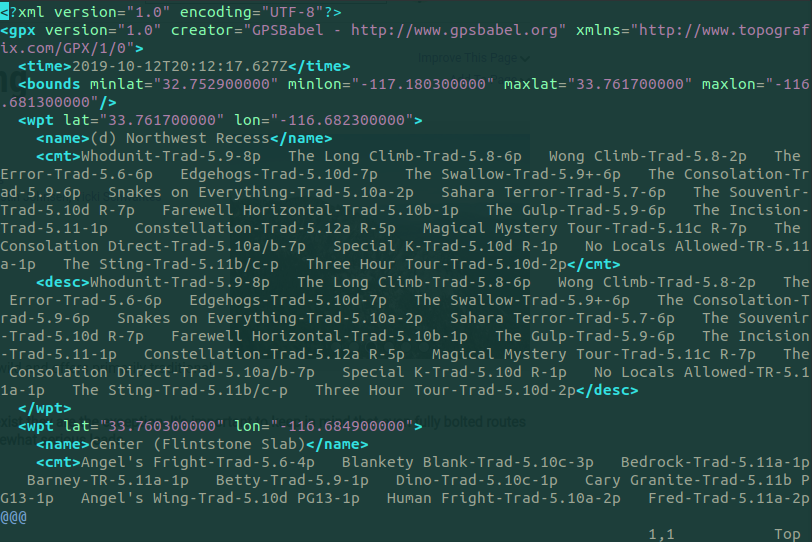 <?xml version="1.0" encoding="UTF-8"?>
<gpx version="1.0" creator="GPSBabel - http://www.gpsbabel.org" xmlns="http://www.topograf
ix.com/GPX/1/0">
Improve This Page
<time>2019-10-12T20:12:17.627Z</time>
<bounds minlat="32.752900000" minlon="-117.180300000" maxlat="33.761700000" maxlon="-116
.681300000"/>
<wpt lat="33.761700000" lon="-116.682300000">
<name>(d) Northwest Recess</name>
<cmt>Whodunit-Trad-5.9-8p   The Long Climb-Trad-5.8-6p   Wong Climb-Trad-5.8-2p   The
Error-Trad-5.6-6p   Edgehogs-Trad-5.10d-7p   The Swallow-Trad-5.9+-6p   The Consolation-Tr
ad-5.9-6p   Snakes on Everything-Trad-5.10a-2p   Sahara Terror-Trad-5.7-6p   The Souvenir-
Trad-5.10d R-7p   Farewell Horizontal-Trad-5.10b-1p   The Gulp-Trad-5.9-6p   The Incision-
Trad-5.11-1p   Constellation-Trad-5.12a R-5p   Magical Mystery Tour-Trad-5.11c R-7p   The
Consolation Direct-Trad-5.10a/b-7p   Special K-Trad-5.10d R-1p   No Locals Allowed-TR-5.11
a-1p   The Sting-Trad-5.11b/c-p   Three Hour Tour-Trad-5.10d-2p</cmt>
<desc>Whodunit-Trad-5.9-8p   The Long Climb-Trad-5.8-6p   Wong Climb-Trad-5.8-2p   The
Error-Trad-5.6-6p   Edgehogs-Trad-5.10d-7p   The Swallow-Trad-5.9+-6p   The Consolation-T
rad-5.9-6p   Snakes on Everything-Trad-5.10a-2p   Sahara Terror-Trad-5.7-6p   The Souvenir
-Trad-5.10d R-7p   Farewell Horizontal-Trad-5.10b-1p   The Gulp-Trad-5.9-6p   The Incision
-Trad-5.11-1p   Constellation-Trad-5.12a R-5p   Magical Mystery Tour-Trad-5.11c R-7p   The
Consolation Direct-Trad-5.10a/b-7p   Special K-Trad-5.10d R-1p   No Locals Allowed-TR-5.1
1a-1p   The Sting-Trad-5.11b/c-p   Three Hour Tour-Trad-5.10d-2p</desc>
</wpt>
fully bolted routes
<wpt lat="33.760300000" lon="-116.684900000">
<name>Center (Flintstone Slab)</name>
<cmt>Angel's Fright-Trad-5.6-4p   Blankety Blank-Trad-5.10c-3p   Bedrock-Trad-5.11a-1p
Barney-TR-5.11a-1p   Betty-Trad-5.9-1p   Dino-Trad-5.10c-1p   Cary Granite-Trad-5.11b P
G13-1p   Angel's Wing-Trad-5.10d PG13-1p   Human Fright-Trad-5.10a-2p   Fred-Trad-5.11a-2p
@@@
1,1   Top